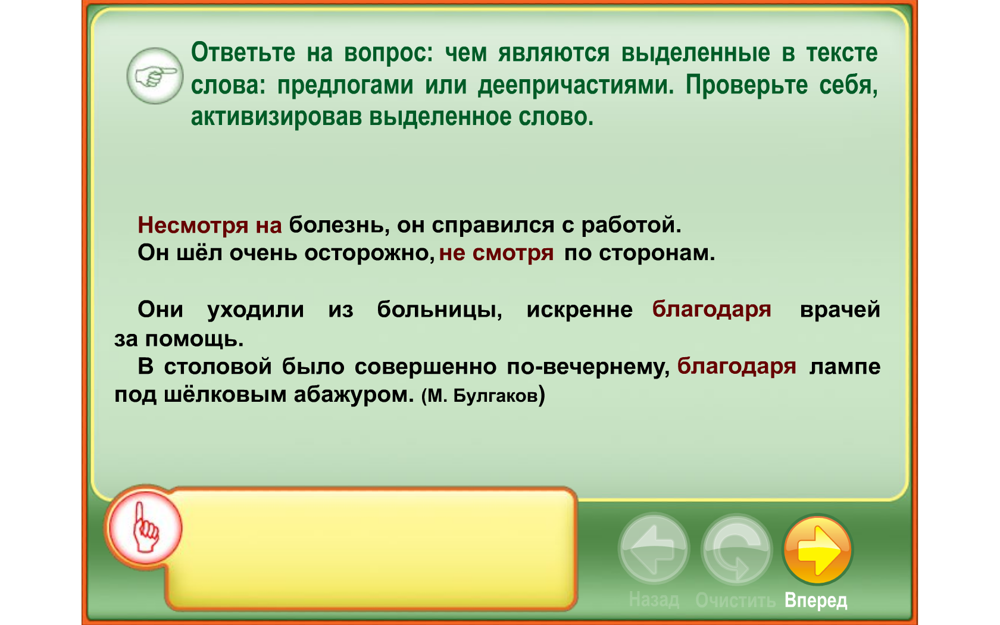 Ответьте на вопрос: чем являются выделенные в тексте
слова: предлогами или деепричастиями. Проверьте себя,
активизировав выделенное слово.
Несмотря на болезнь, он справился с работой.
Он шёл очень осторожно, не смотря по сторонам.
Они уходили из больницы, искренне благодаря врачей
за помощь.
В столовой было совершенно по-вечернему, благодаря лампе
под шёлковым абажуром. (М. Булгаков)
Назад Очистить Вперед